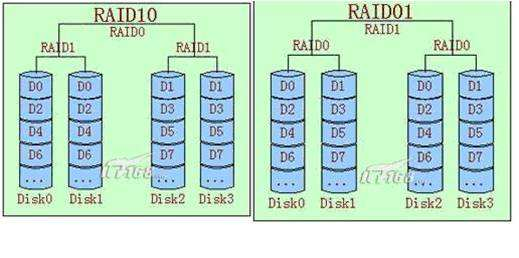 RAID10
RAID0
RAID1 RAID1
D0 D0 D1 D1
D2 D2 D3 D3
D4 D4 D5 D5
D6 D6 D7 D7
... ... ... ...
Disk0 Disk1 Disk2 Disk3
RAID01
RAID1
RAID0 RAID0
D0 D1 D0 D1
D2 D3 D2 D3
D4 D5 D4 D5
D6 D7 D6 D7
... ... ... ...
Disk0 Disk1 Disk2 Disk3